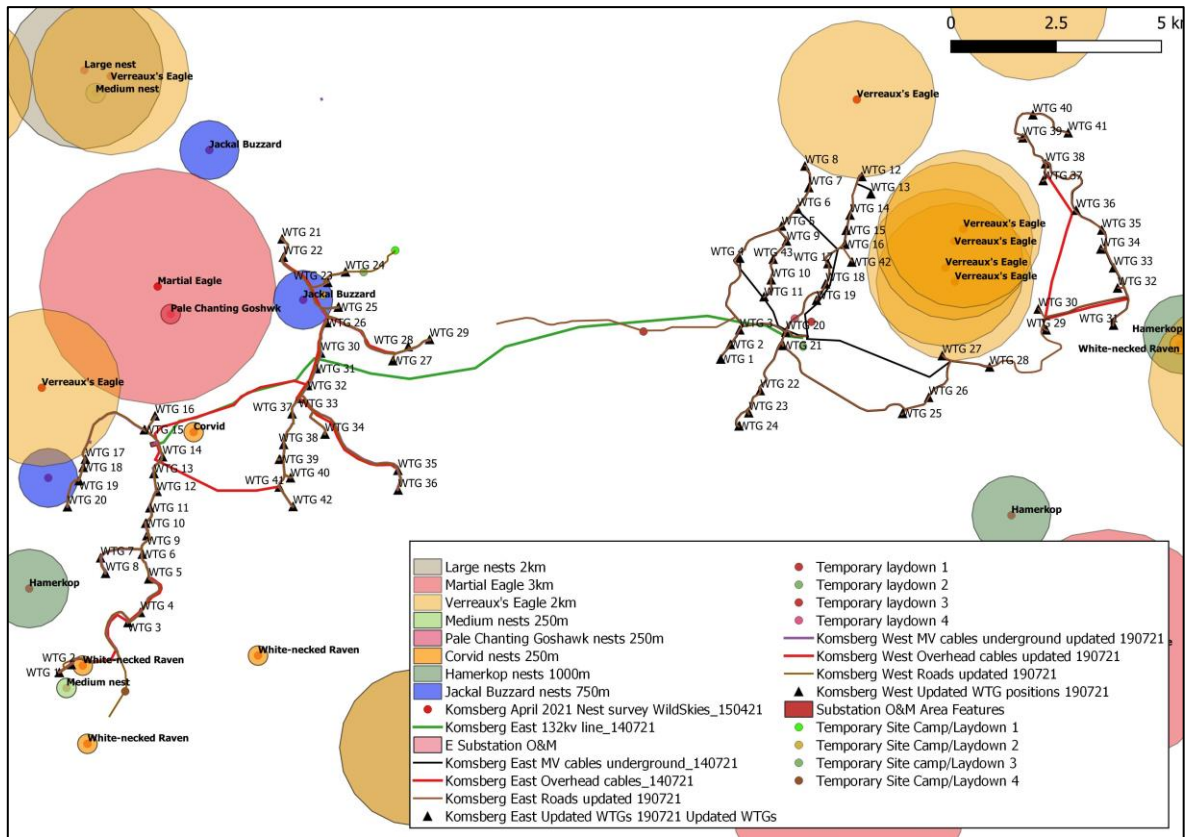 0 2.5 5 km
Large nest
Verreaux's Eagle
Medium nest
Verreaux's Eagle
WTG 40
WTG 39
WTG 41
Jackal Buzzard
WTG 8
WTG 12
WTG 38
WTG 7
WTG 13
WTG 37
WTG 6
WTG 14
WTG 36
WTG 21
WTG 5
WTG 15
Verreaux's Eagle
WTG 35
WTG 22
WTG 4
WTG 9
WTG 16
Verreaux's Eagle
WTG 34
WTG 24
WTG 43
WTG 17
WTG 42
Verreaux's Eagle
WTG 33
Martial Eagle
WTG 23
WTG 10
WTG 18
Verreaux's Eagle
WTG 32
Jackal Buzzard
WTG 11
WTG 19
WTG 30
Pale Chanting Goshwk
WTG 25
WTG 31
WTG 26
WTG 3
WTG 20
WTG 29
Hamerkop
WTG 29
WTG 28
WTG 2
WTG 21
White-necked Raven
WTG 30
WTG 27
WTG 1
WTG 27
WTG 28
WTG 31
Verreaux's Eagle
WTG 32
WTG 22
WTG 26
WTG 16
WTG 37
WTG 33
WTG 23
WTG 25
WTG 15
Corvid
WTG 34
WTG 24
WTG 38
WTG 17
WTG 14
WTG 39
WTG 18
WTG 13
WTG 40
WTG 35
WTG 19
WTG 12
WTG 41
WTG 36
WTG 20
WTG 11
WTG 42
Hamerkop
WTG 10
WTG 9
WTG 7
WTG 6
WTG 8
WTG 5
Hamerkop
WTG 4
WTG 3
WTG 2
White-necked Raven
White-necked Raven
WTG
Medium nest
White-necked Raven
Large nests 2km
Martial Eagle 3km
Verreaux's Eagle 2km
Medium nests 250m
Pale Chanting Goshawk nests 250m
Corvid nests 250m
Hamerkop nests 1000m
Jackal Buzzard nests 750m
Komsberg April 2021 Nest survey WildSkies_150421
Komsberg East 132kv line_140721
E Substation O&M
Komsberg East MV cables underground_140721
Komsberg East Overhead cables_140721
Komsberg East Roads updated 190721
Komsberg East Updated WTGs 190721 Updated WTGs
Temporary laydown 1
Temporary laydown 2
Temporary laydown 3
Temporary laydown 4
Komsberg West MV cables underground updated 190721
Komsberg West Overhead cables updated 190721
Komsberg West Roads updated 190721
Komsberg West Updated WTG positions 190721
Substation O&M Area Features
Temporary Site Camp/Laydown 1
Temporary Site Camp/Laydown 2
Temporary Site camp/Laydown 3
Temporary Site Camp/Laydown 4